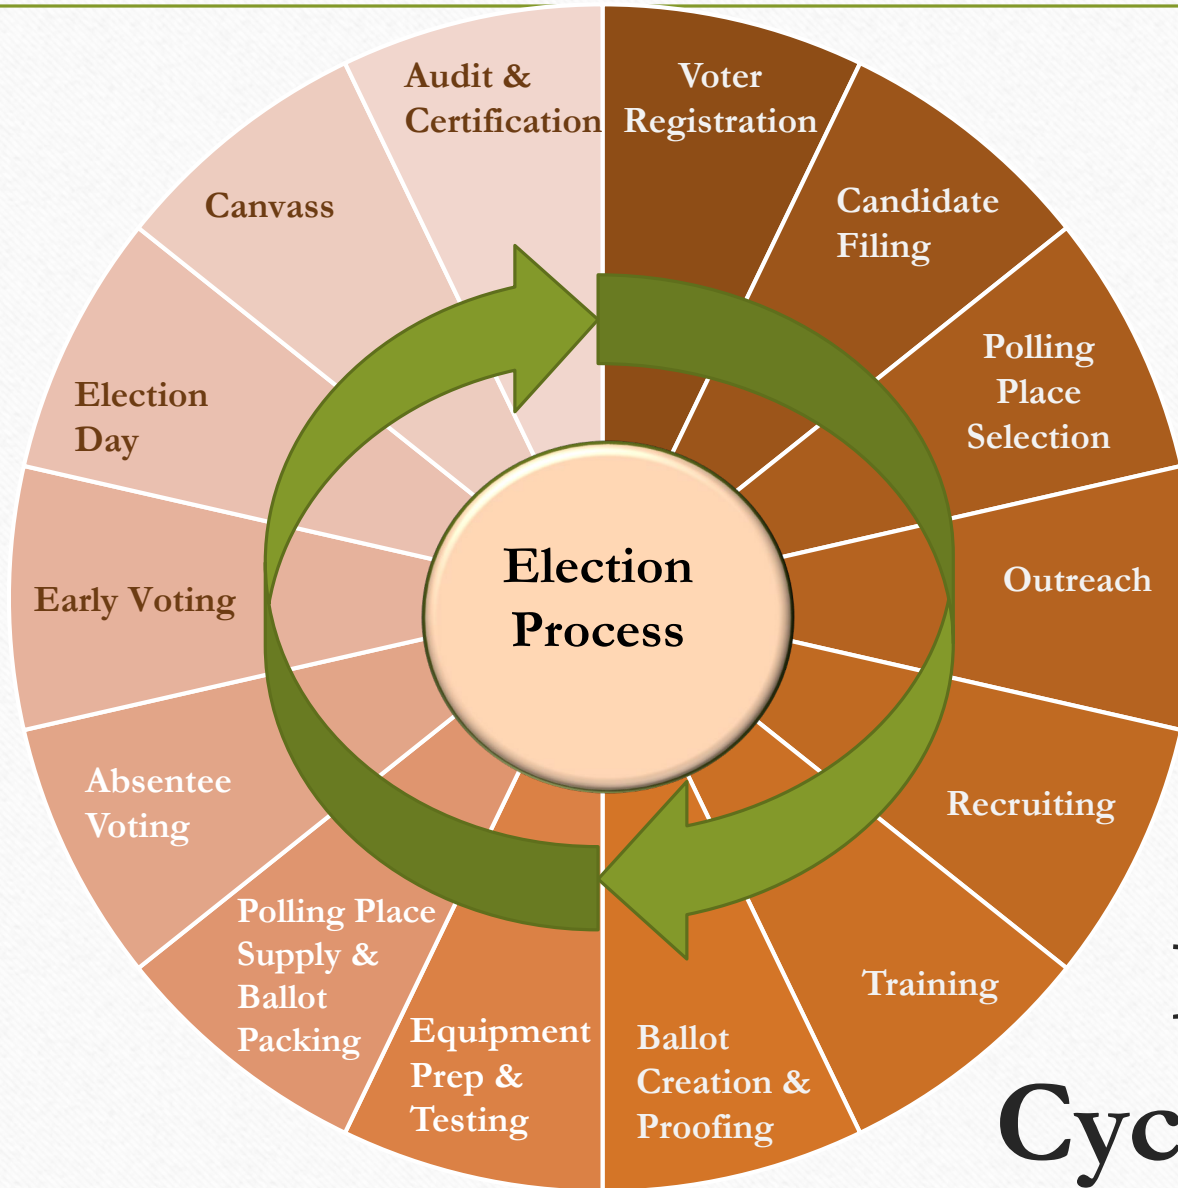 Audit &
Certification
Voter
Registration
Candidate
Filing
Polling
Place
Selection
Outreach
Recruiting
Training
Ballot
Creation &
Proofing
Equipment
Prep &
Testing
Polling Place
Supply &
Ballot
Packing
Absentee
Voting
Early Voting
Election
Day
Canvass
Election
Process
Cyc